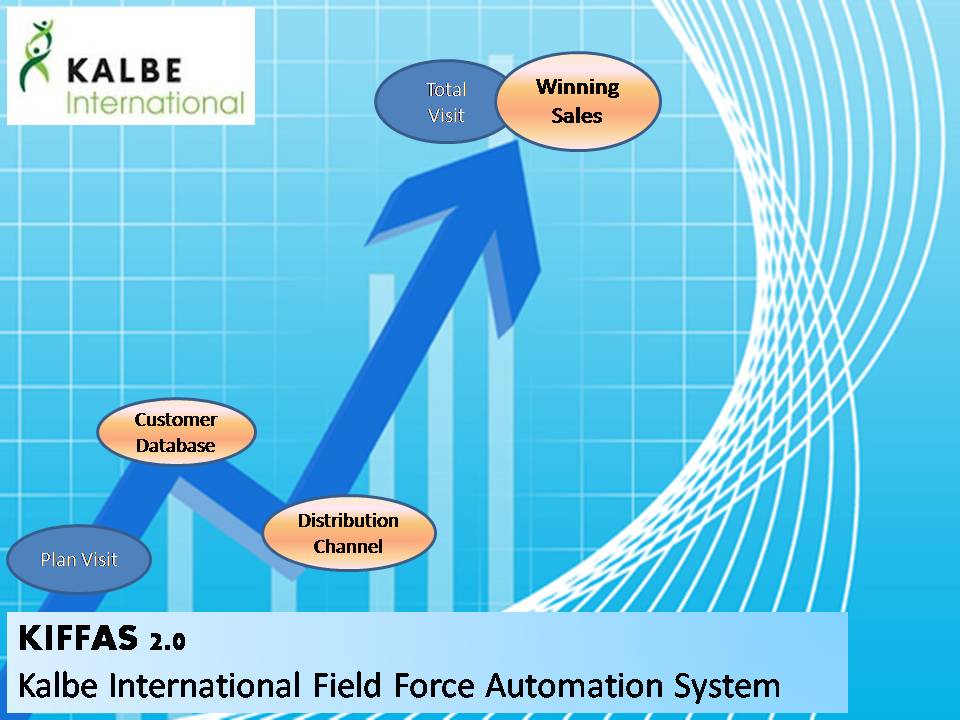 KALBE
International
Total
Visit
Winning
Sales
Customer
Database
Distribution
Channel
Plan Visit
KIFFAS 2.0
Kalbe International Field Force Automation System